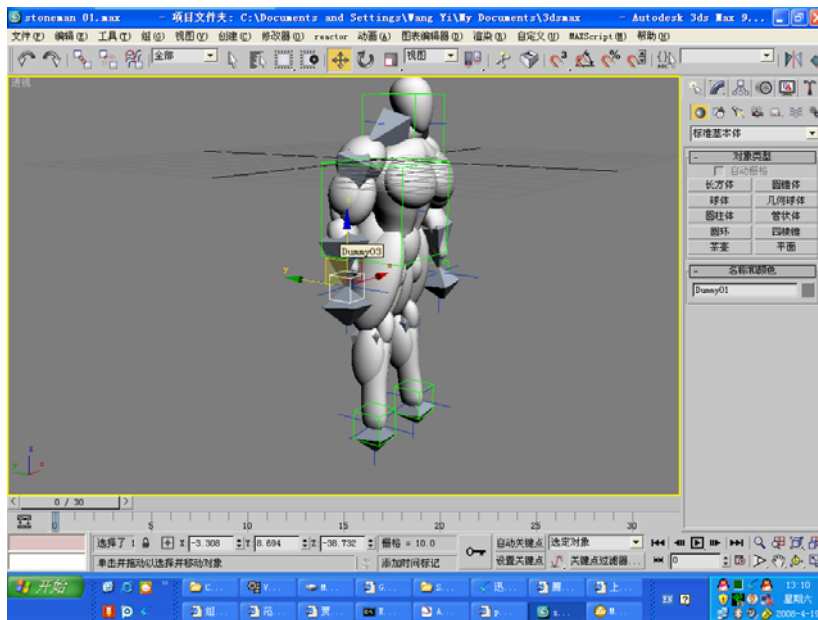 stoneman 01.max - 项目文件夹: C:\Documents and Settings\Wang Yi\My Documents\3dsmax - Autodesk 3ds Max 9...
文件(F) 编辑(E) 工具(T) 组(G) 视图(V) 创建(C) 修改器(O) reactor 动画(A) 图表编辑器(D) 渲染(R) 自定义(U) MAXScript(M) 帮助(H)
全部 视图
透视
标准基本体
- 对象类型
自动栅格
长方体 圆锥体
球体 几何球体
圆柱体 管状体
圆环 四棱锥
茶壶 平面
- 名称和颜色
Dummy01
Dummy03
z
y x
z
y x
0 / 30
0 5 10 15 20 25 30
选择了 1 X -3.308 Y 8.694 Z -38.732 栅格 = 10.0 自动关键点 选定对象
单击并拖动以选择并移动对象 添加时间标记 设置关键点 关键点过滤器... 0
开始 C... V... M... G... S... 迅... 腾... 上... 13:10
组... 范... 贾... X... A... P... s... M... EN 星期六
2008-4-19